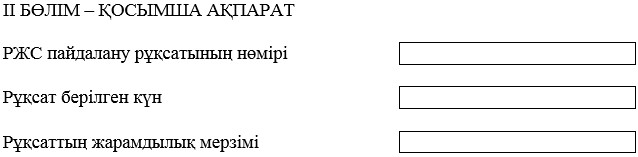 II БӨЛІМ – ҚОСЫМША АҚПАРАТ
РЖС пайдалану рұқсатының нөмірі
Рұқсат берілген күн
Рұқсаттың жарамдылық мерзімі